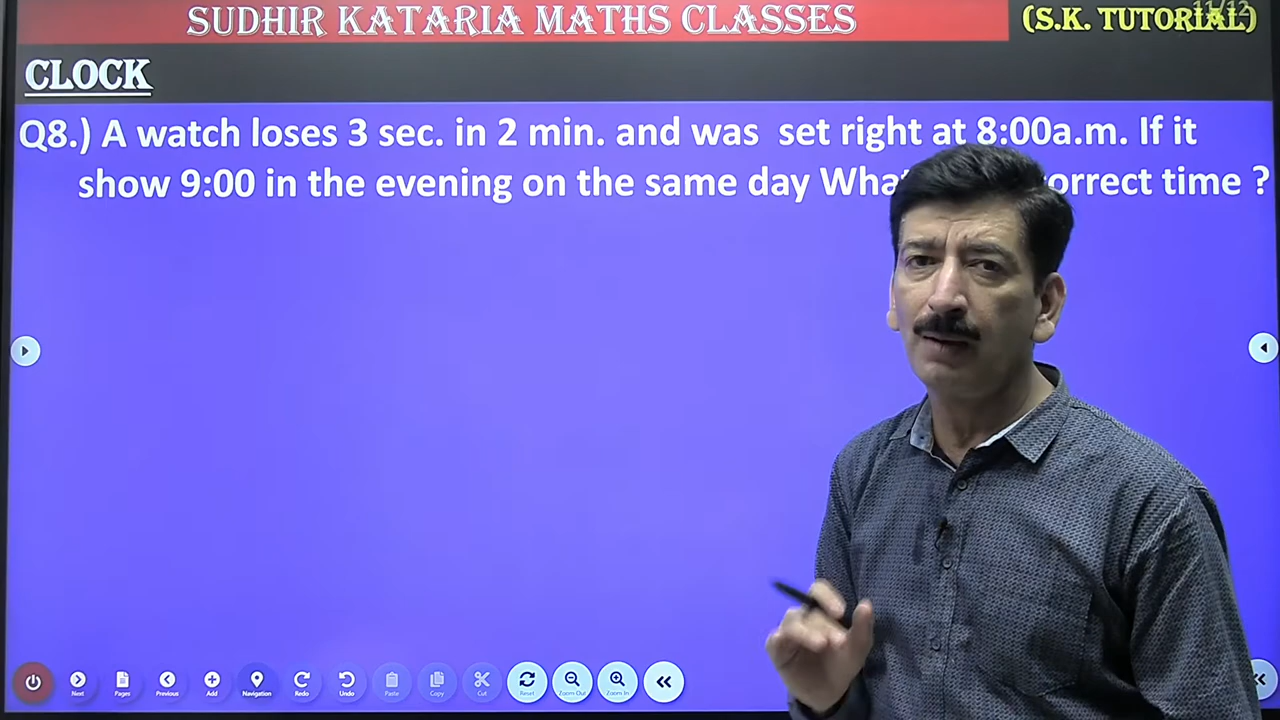 SUDHIR KATARIA MATHS CLASSES
(S.K. TUTORIAL)
11/12
CLOCK
Q8.) A watch loses 3 sec. in 2 min. and was set right at 8:00a.m. If it
show 9:00 in the evening on the same day time ?
Next
Pages
Previous
Add
Navigation
Redo
Undo
Paste
Copy
Cut
Reset
Zoom Out
Zoom In